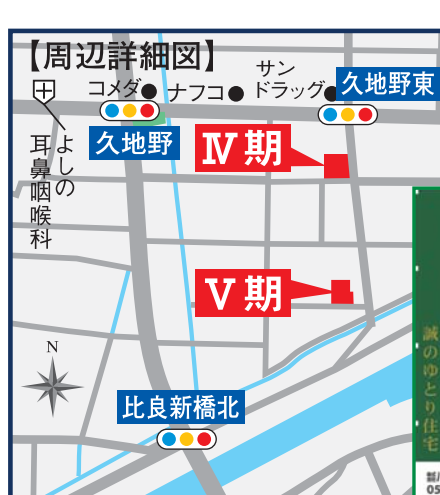 【周辺詳細図】
コメダ
ナフコ
サン
ドラッグ
久地野東
久地野
よしの
耳鼻咽喉科
Ⅳ期
Ⅴ期
N
比良新橋北
誠のゆとり住宅
05